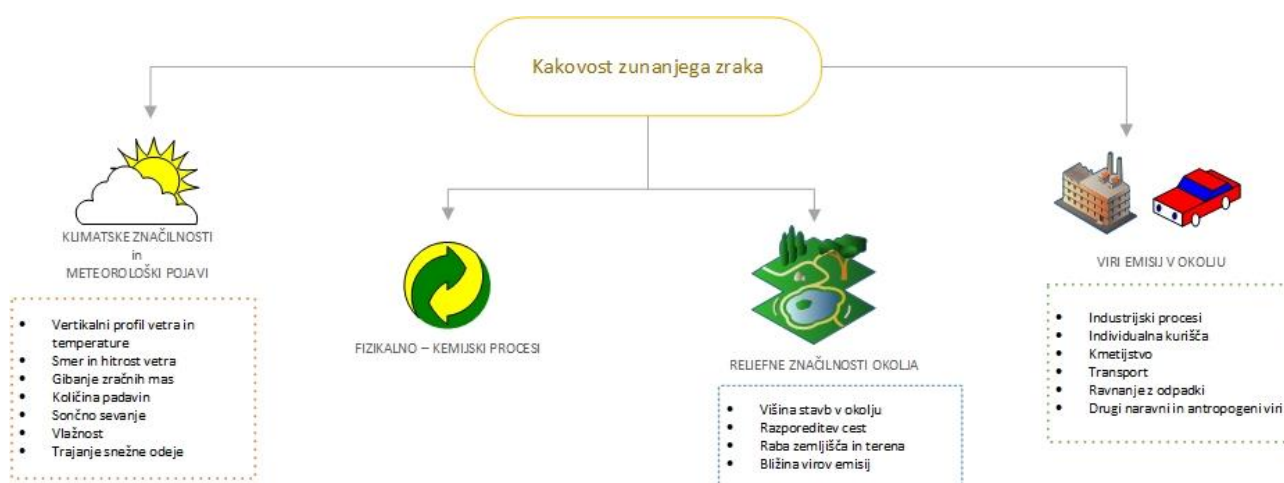 Kakovost zunanjega zraka
KLIMATSKE ZNAČILNOSTI
in
METEOROLOŠKI POJAVI
• Vertikalni profil vetra in
temperature
• Smer in hitrost vetra
• Gibanje zračnih mas
• Količina padavin
• Sončno sevanje
• Vlažnost
• Trajanje snežne odeje
FIZIKALNO – KEMIJSKI PROCESI
RELIEFNE ZNAČILNOSTI OKOLJA
• Višina stavb v okolju
• Razporeditev cest
• Raba zemljišča in terena
• Bližina virov emisij
VIRI EMISIJ V OKOLJU
• Industrijski procesi
• Individualna kurišča
• Kmetijstvo
• Transport
• Ravnanje z odpadki
• Drugi naravni in antropogeni viri